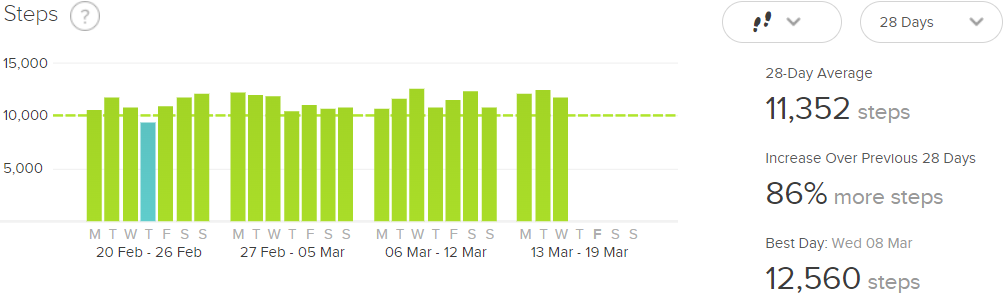 Steps ?
28 Days
15,000
10,000
5,000
M T W T F S S M T W T F S S M T W T F S S M T W T F S S
20 Feb - 26 Feb 27 Feb - 05 Mar 06 Mar - 12 Mar 13 Mar - 19 Mar
28-Day Average
11,352 steps
Increase Over Previous 28 Days
86% more steps
Best Day: Wed 08 Mar
12,560 steps